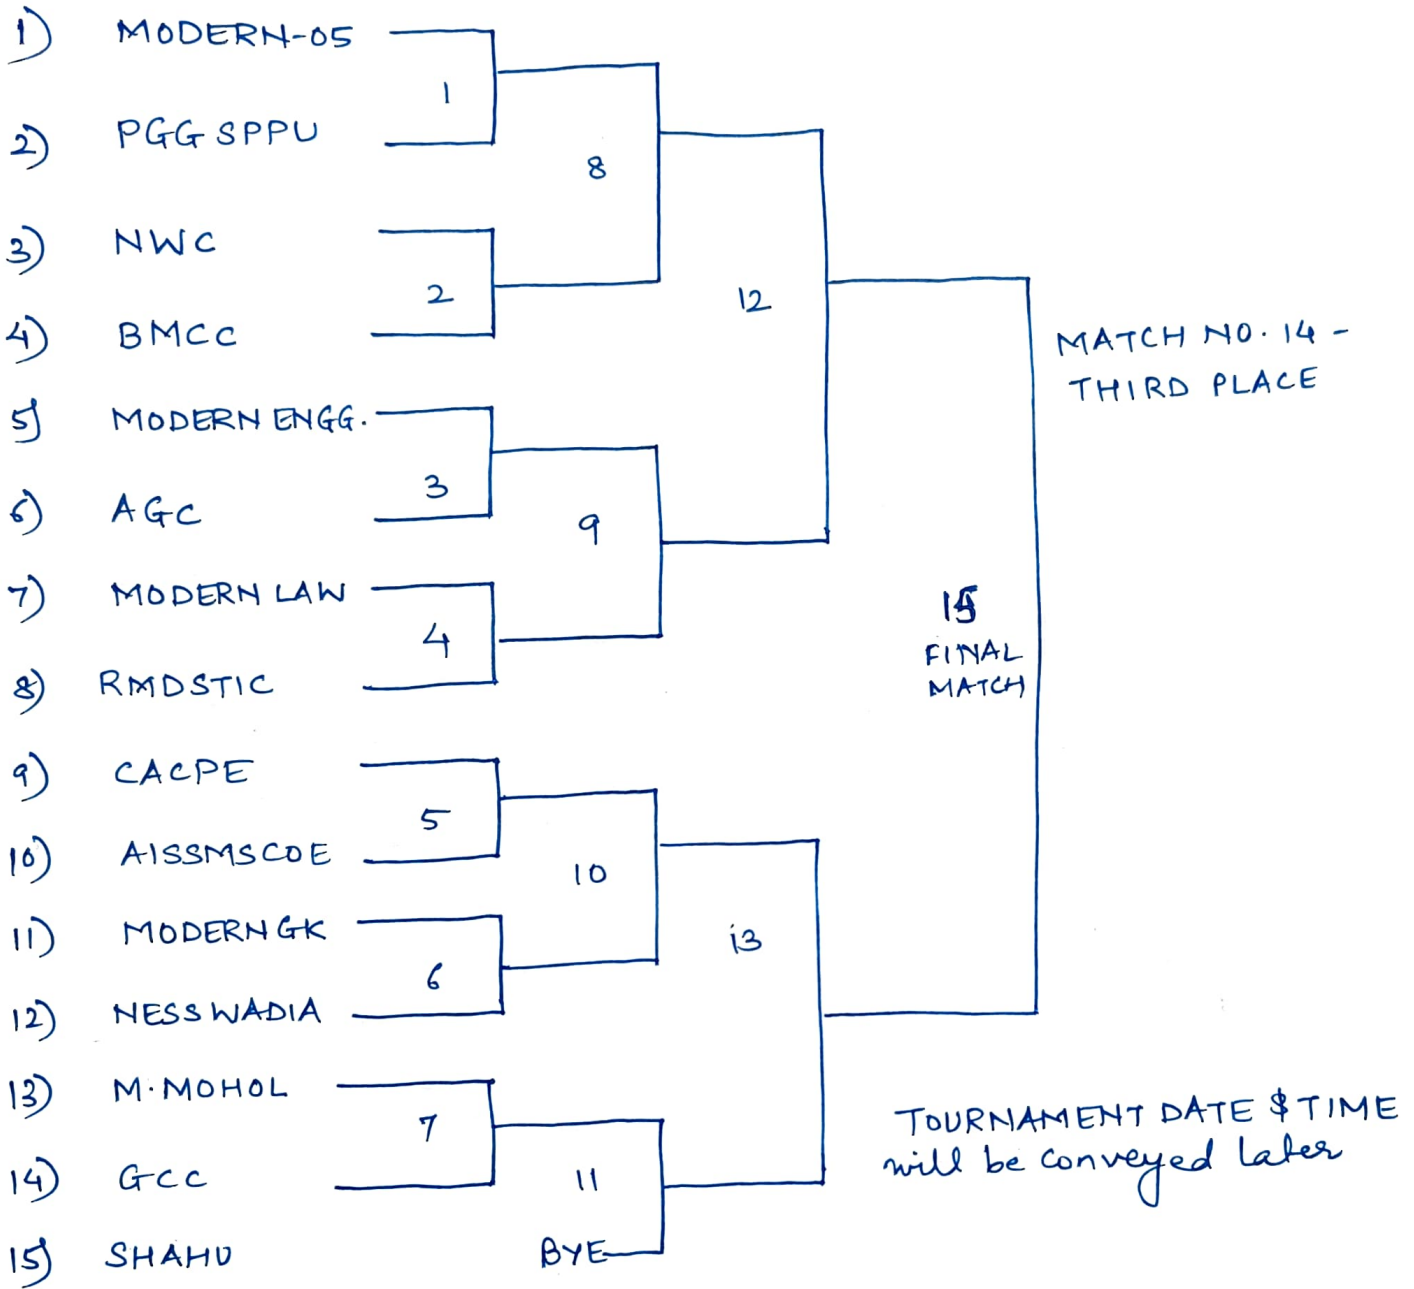 1) MODERN-05
1
2) PGG SPPU
8
3) NWC
2
12
4) BMCC
MATCH NO. 14 -
THIRD PLACE
5) MODERN ENGG.
3
6) AGC
9
7) MODERN LAW
4
15
FINAL
MATCH
8) RMDSTIC
9) CACPE
5
10) AISSMSCOE
10
11) MODERN GK
13
6
12) NESS WADIA
13) M. MOHOL
7
TOURNAMENT DATE & TIME
will be conveyed later
14) GCC
11
15) SHAHU
BYE